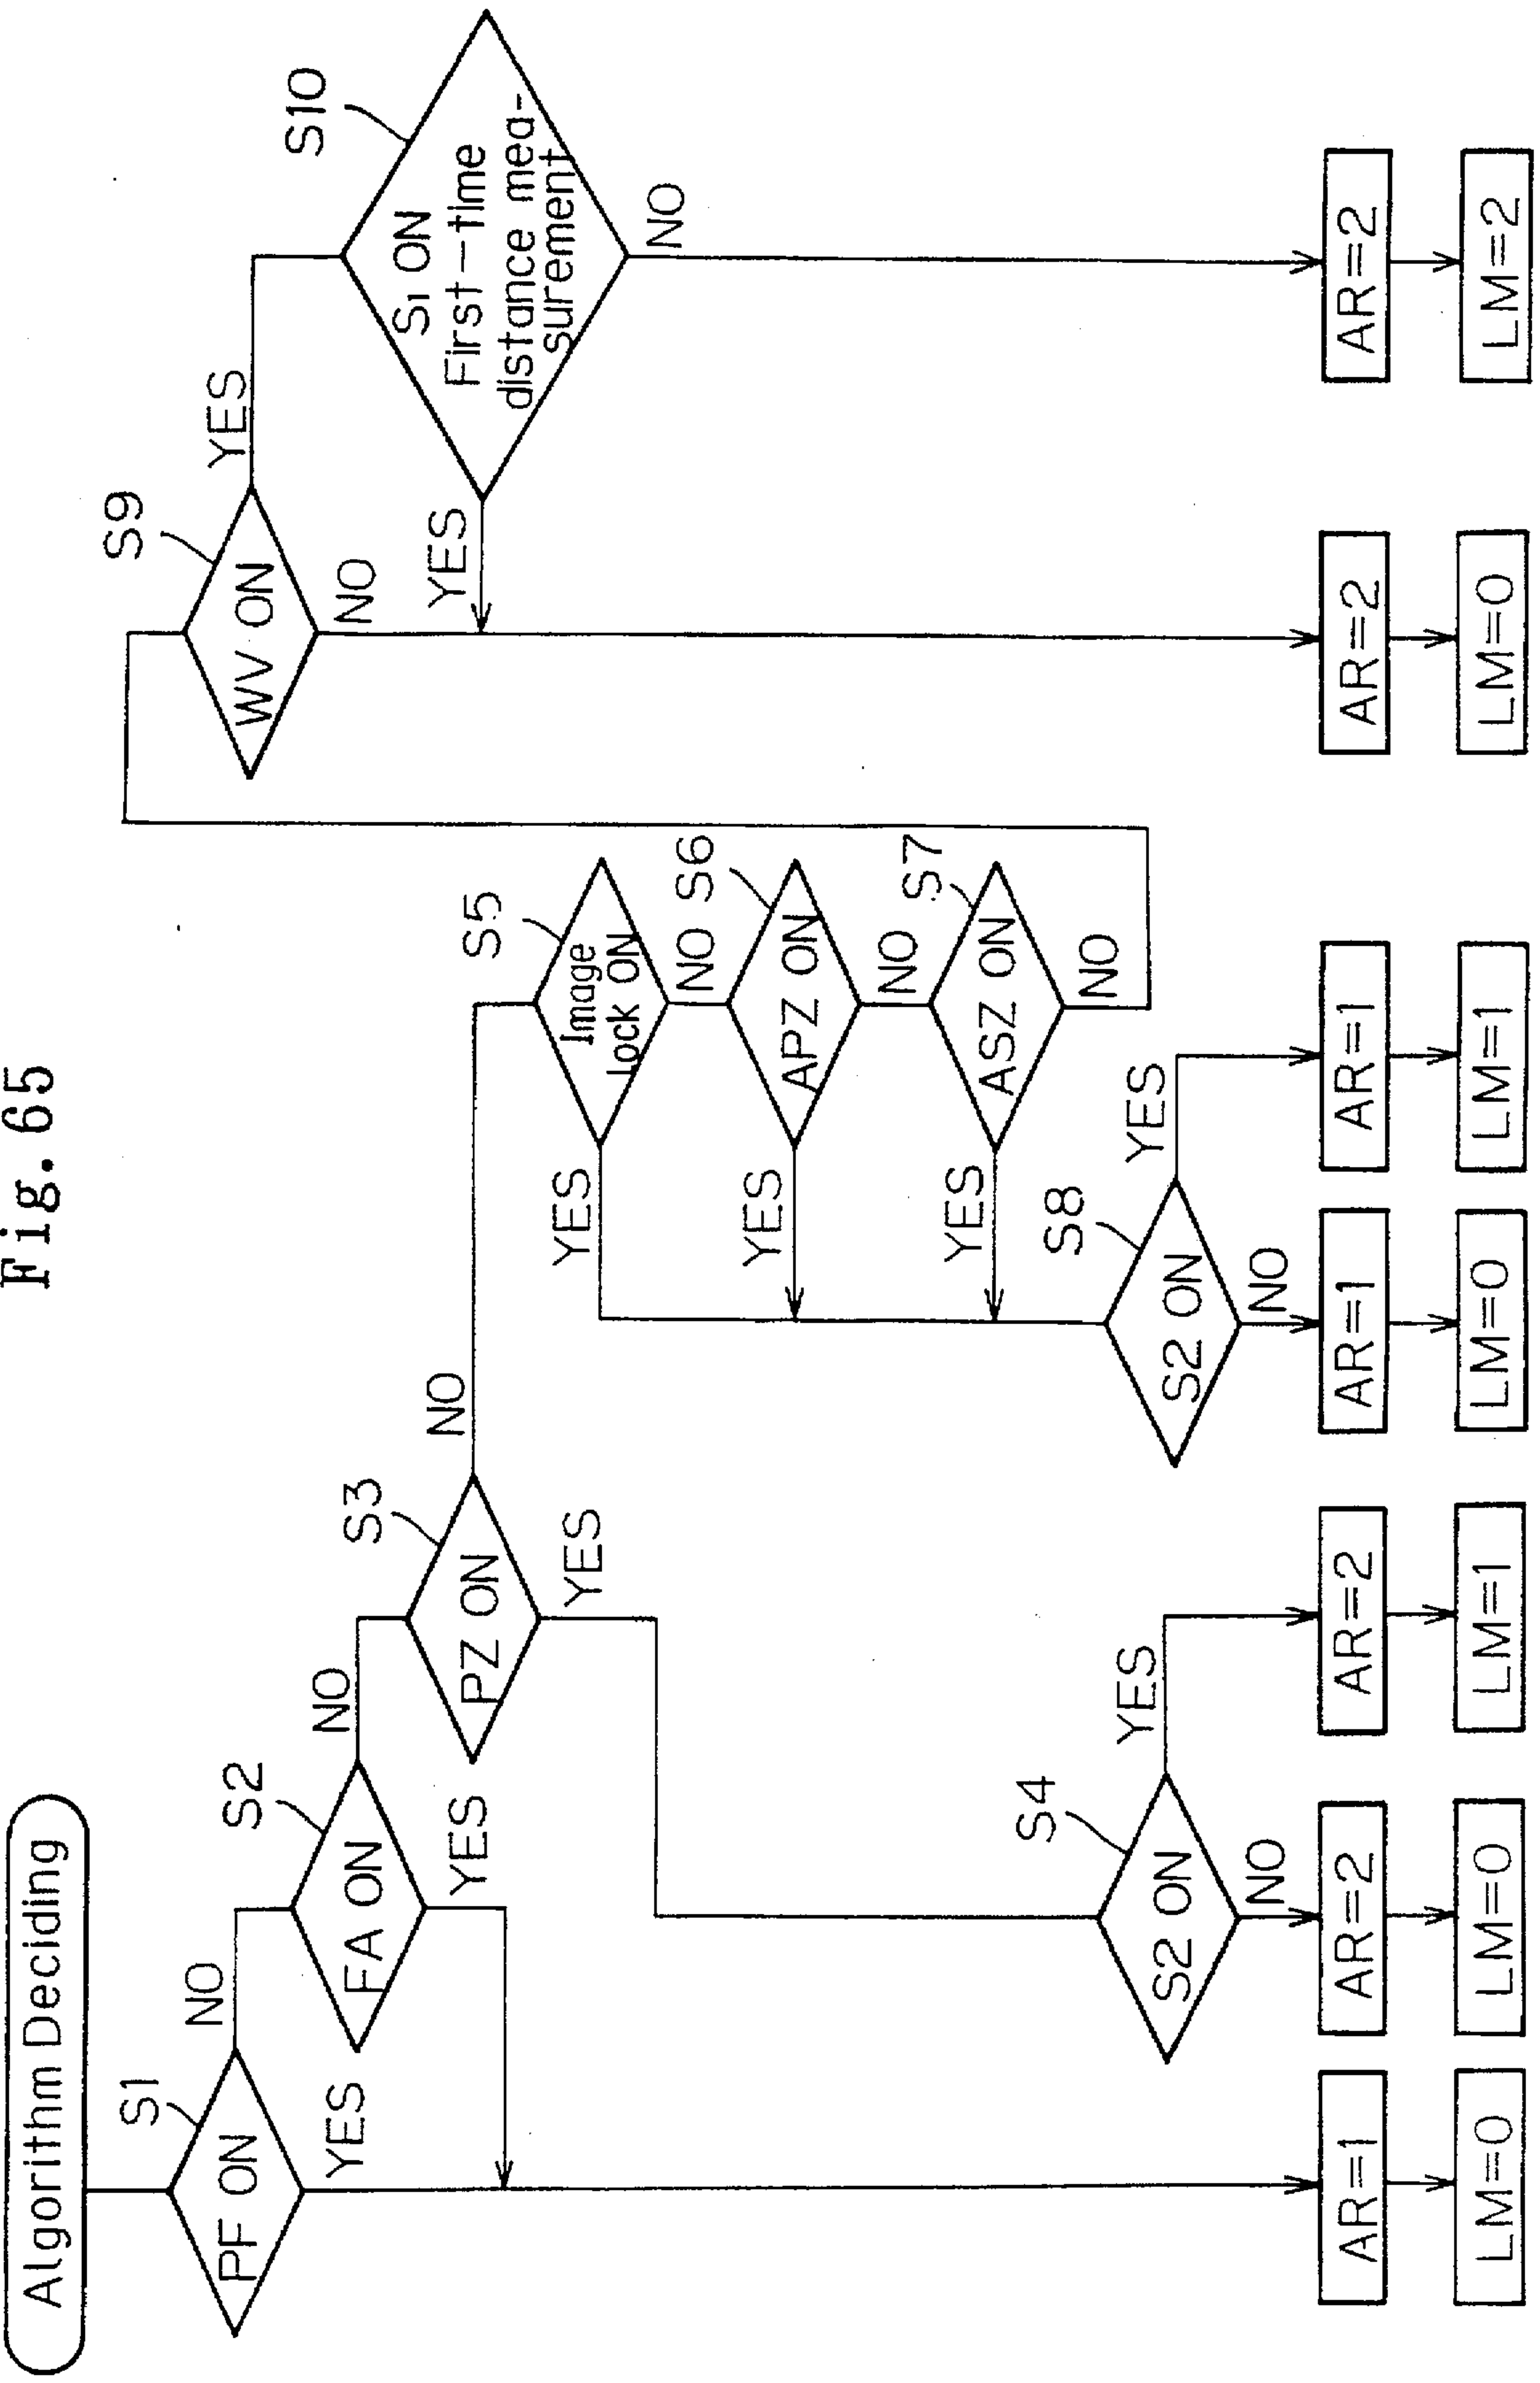 Fig.65
Algorithm Deciding
S1
PF ON
NO
YES
S2
FA ON
NO
YES
S3
PZ ON
NO
YES
S4
S2 ON
YES
NO
S5
Image
lock ON
YES
NO
S6
APZ ON
YES
NO
S7
ASZ ON
YES
NO
S8
S2 ON
YES
NO
S9
WV ON
YES
NO
S10
S1 ON
First-time
distance mea-
surement
YES
NO
AR=1
LM=0
AR=2
LM=0
AR=2
LM=1
AR=1
LM=0
AR=1
LM=1
AR=2
LM=0
AR=2
LM=2